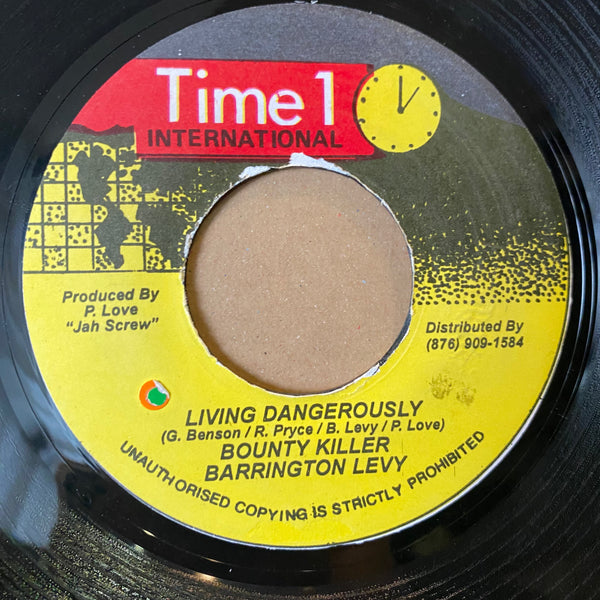 Time 1
INTERNATIONAL
Produced By
P. Love
"Jah Screw"
Distributed By
(876) 909-1584
LIVING DANGEROUSLY
(G. Benson / R. Pryce / B. Levy / P. Love)
BOUNTY KILLER
BARRINGTON LEVY
UNAUTHORISED COPYING IS STRICTLY PROHIBITED